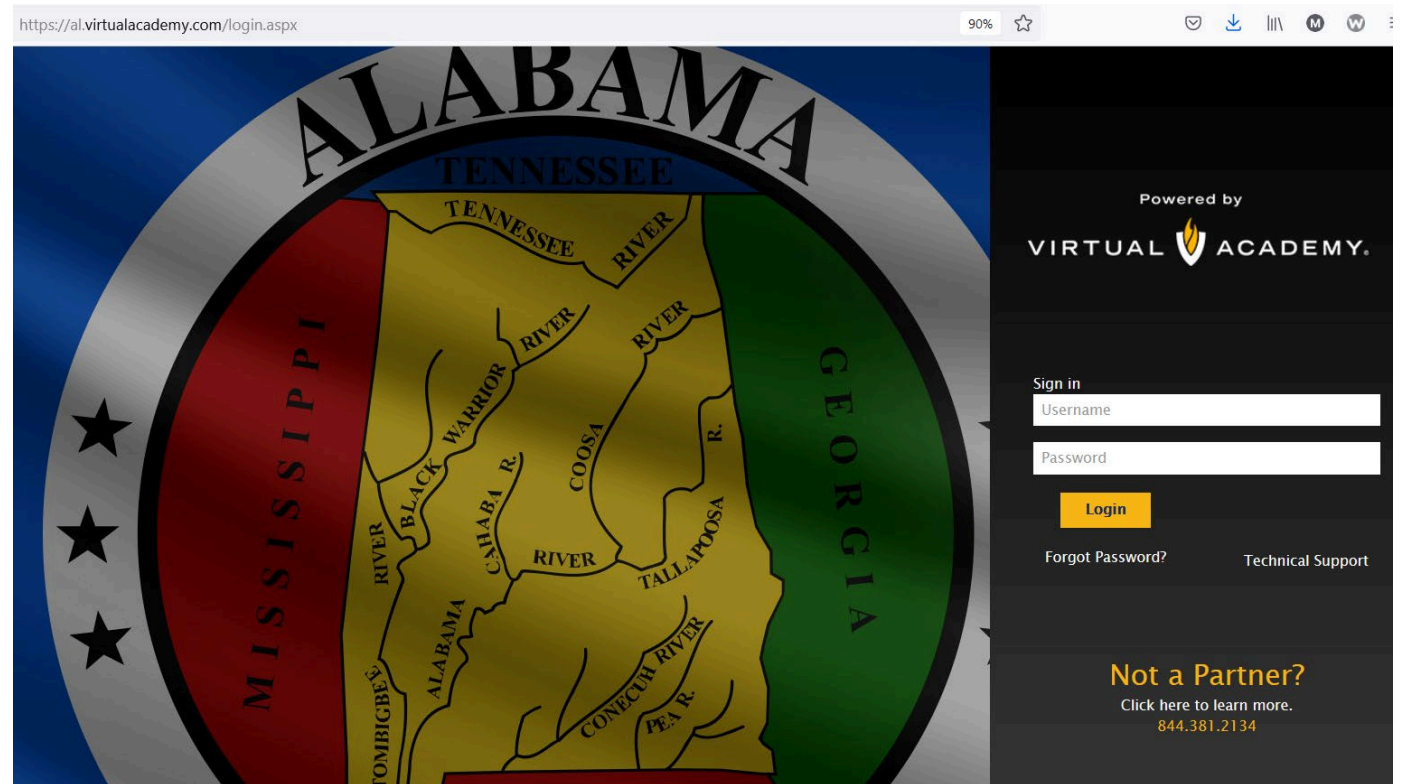 https://al.virtualacademy.com/login.aspx
90%
M
W
ALABAMA
TENNESSEE
TENNESSEE RIVER
MISSISSIPPI
GEORGIA
BLACK WARRIOR RIVER
COOSA RIVER
CAHABA R.
TALLAPOOSA R.
TOMBIGBEE RIVER
ALABAMA RIVER
CONECUH RIVER
PEA R.
Powered by
VIRTUAL ACADEMY®
Sign in
Username
Password
Login
Forgot Password?
Technical Support
Not a Partner?
Click here to learn more.
844.381.2134